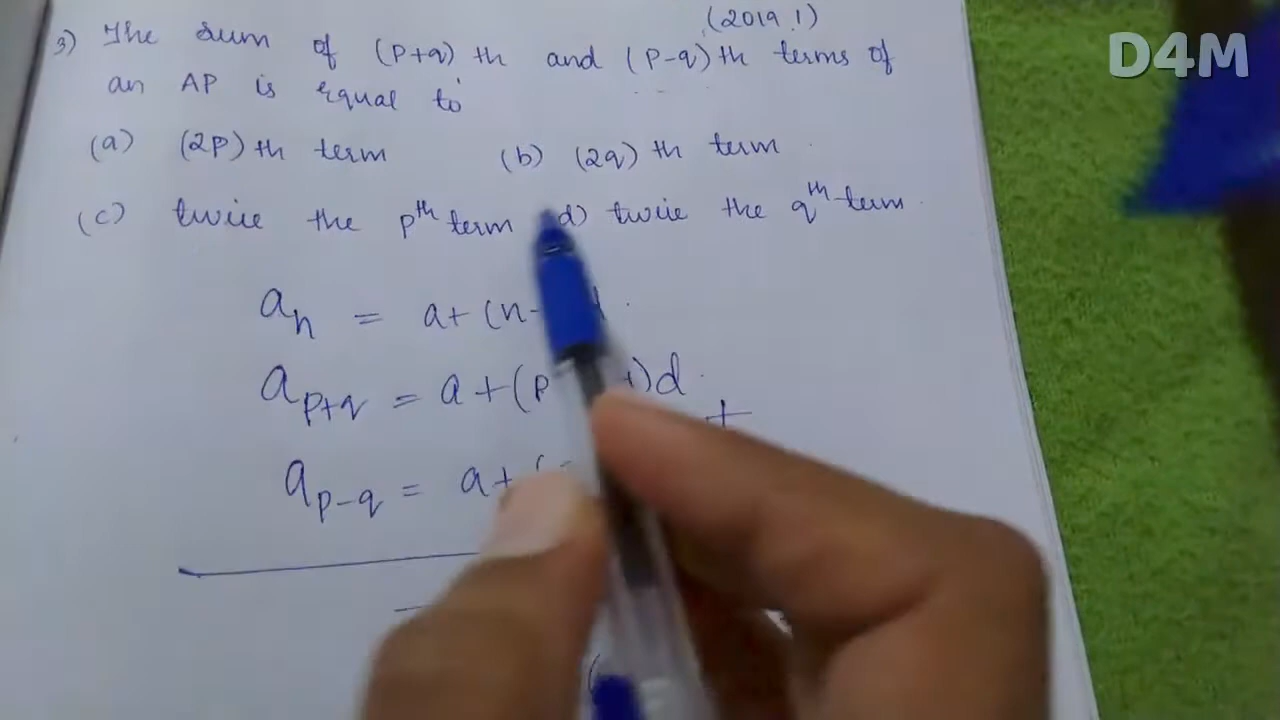 (2019.1)
D4M
3) The sum of (P+q) th and (P-q)th terms of
an AP is equal to
(a) (2P)th term (b) (2q) th term
(c) twice the pth term d) twice the qth term
an = a+ (n-
ap+q = a + (p )d
+
ap-q = a+ (